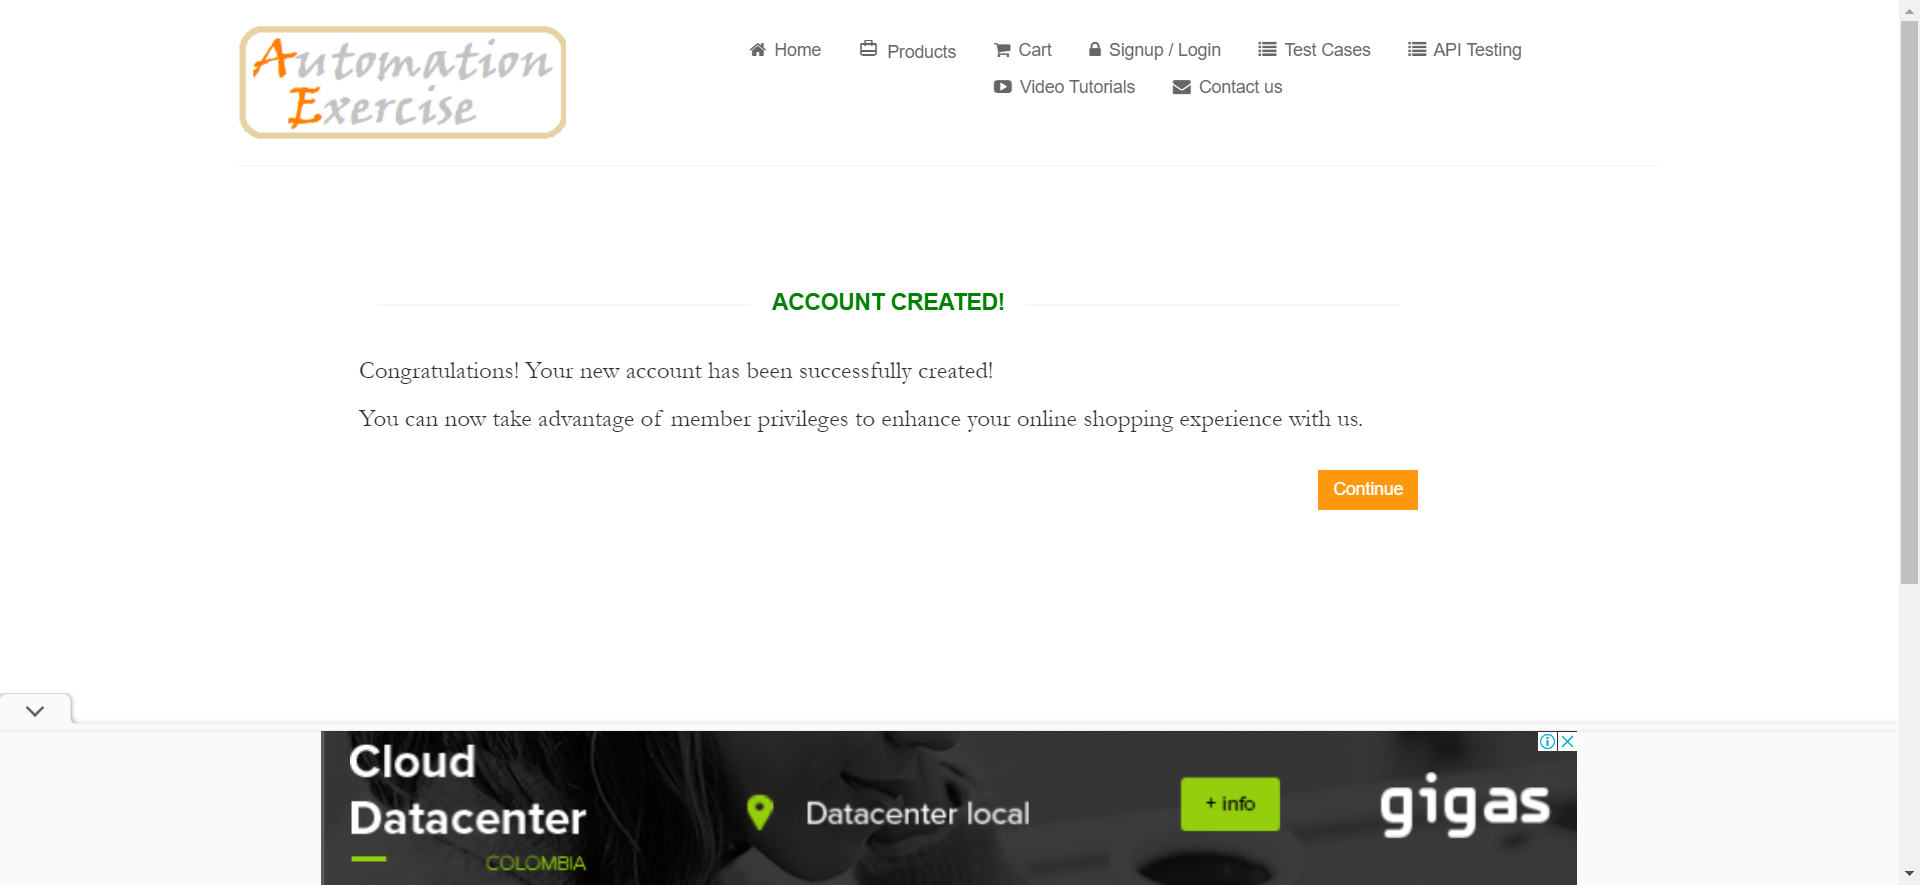 Automation
Exercise
Home
Products
Cart
Signup / Login
Test Cases
API Testing
Video Tutorials
Contact us
ACCOUNT CREATED!
Congratulations! Your new account has been successfully created!
You can now take advantage of member privileges to enhance your online shopping experience with us.
Continue
Cloud
Datacenter
COLOMBIA
Datacenter local
+ info
gigas